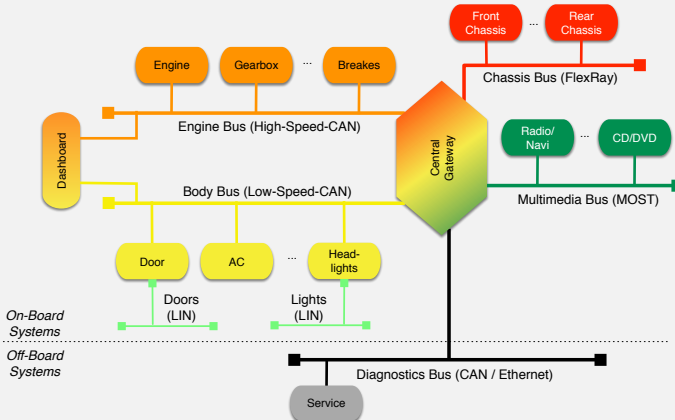 Front
Chassis
...
Rear
Chassis
Engine
Gearbox
...
Breakes
Chassis Bus (FlexRay)
Engine Bus (High-Speed-CAN)
Dashboard
Central
Gateway
Radio/
Navi
...
CD/DVD
Body Bus (Low-Speed-CAN)
Multimedia Bus (MOST)
Door
AC
...
Head-
lights
Doors
(LIN)
Lights
(LIN)
On-Board
Systems
Off-Board
Systems
Diagnostics Bus (CAN / Ethernet)
Service